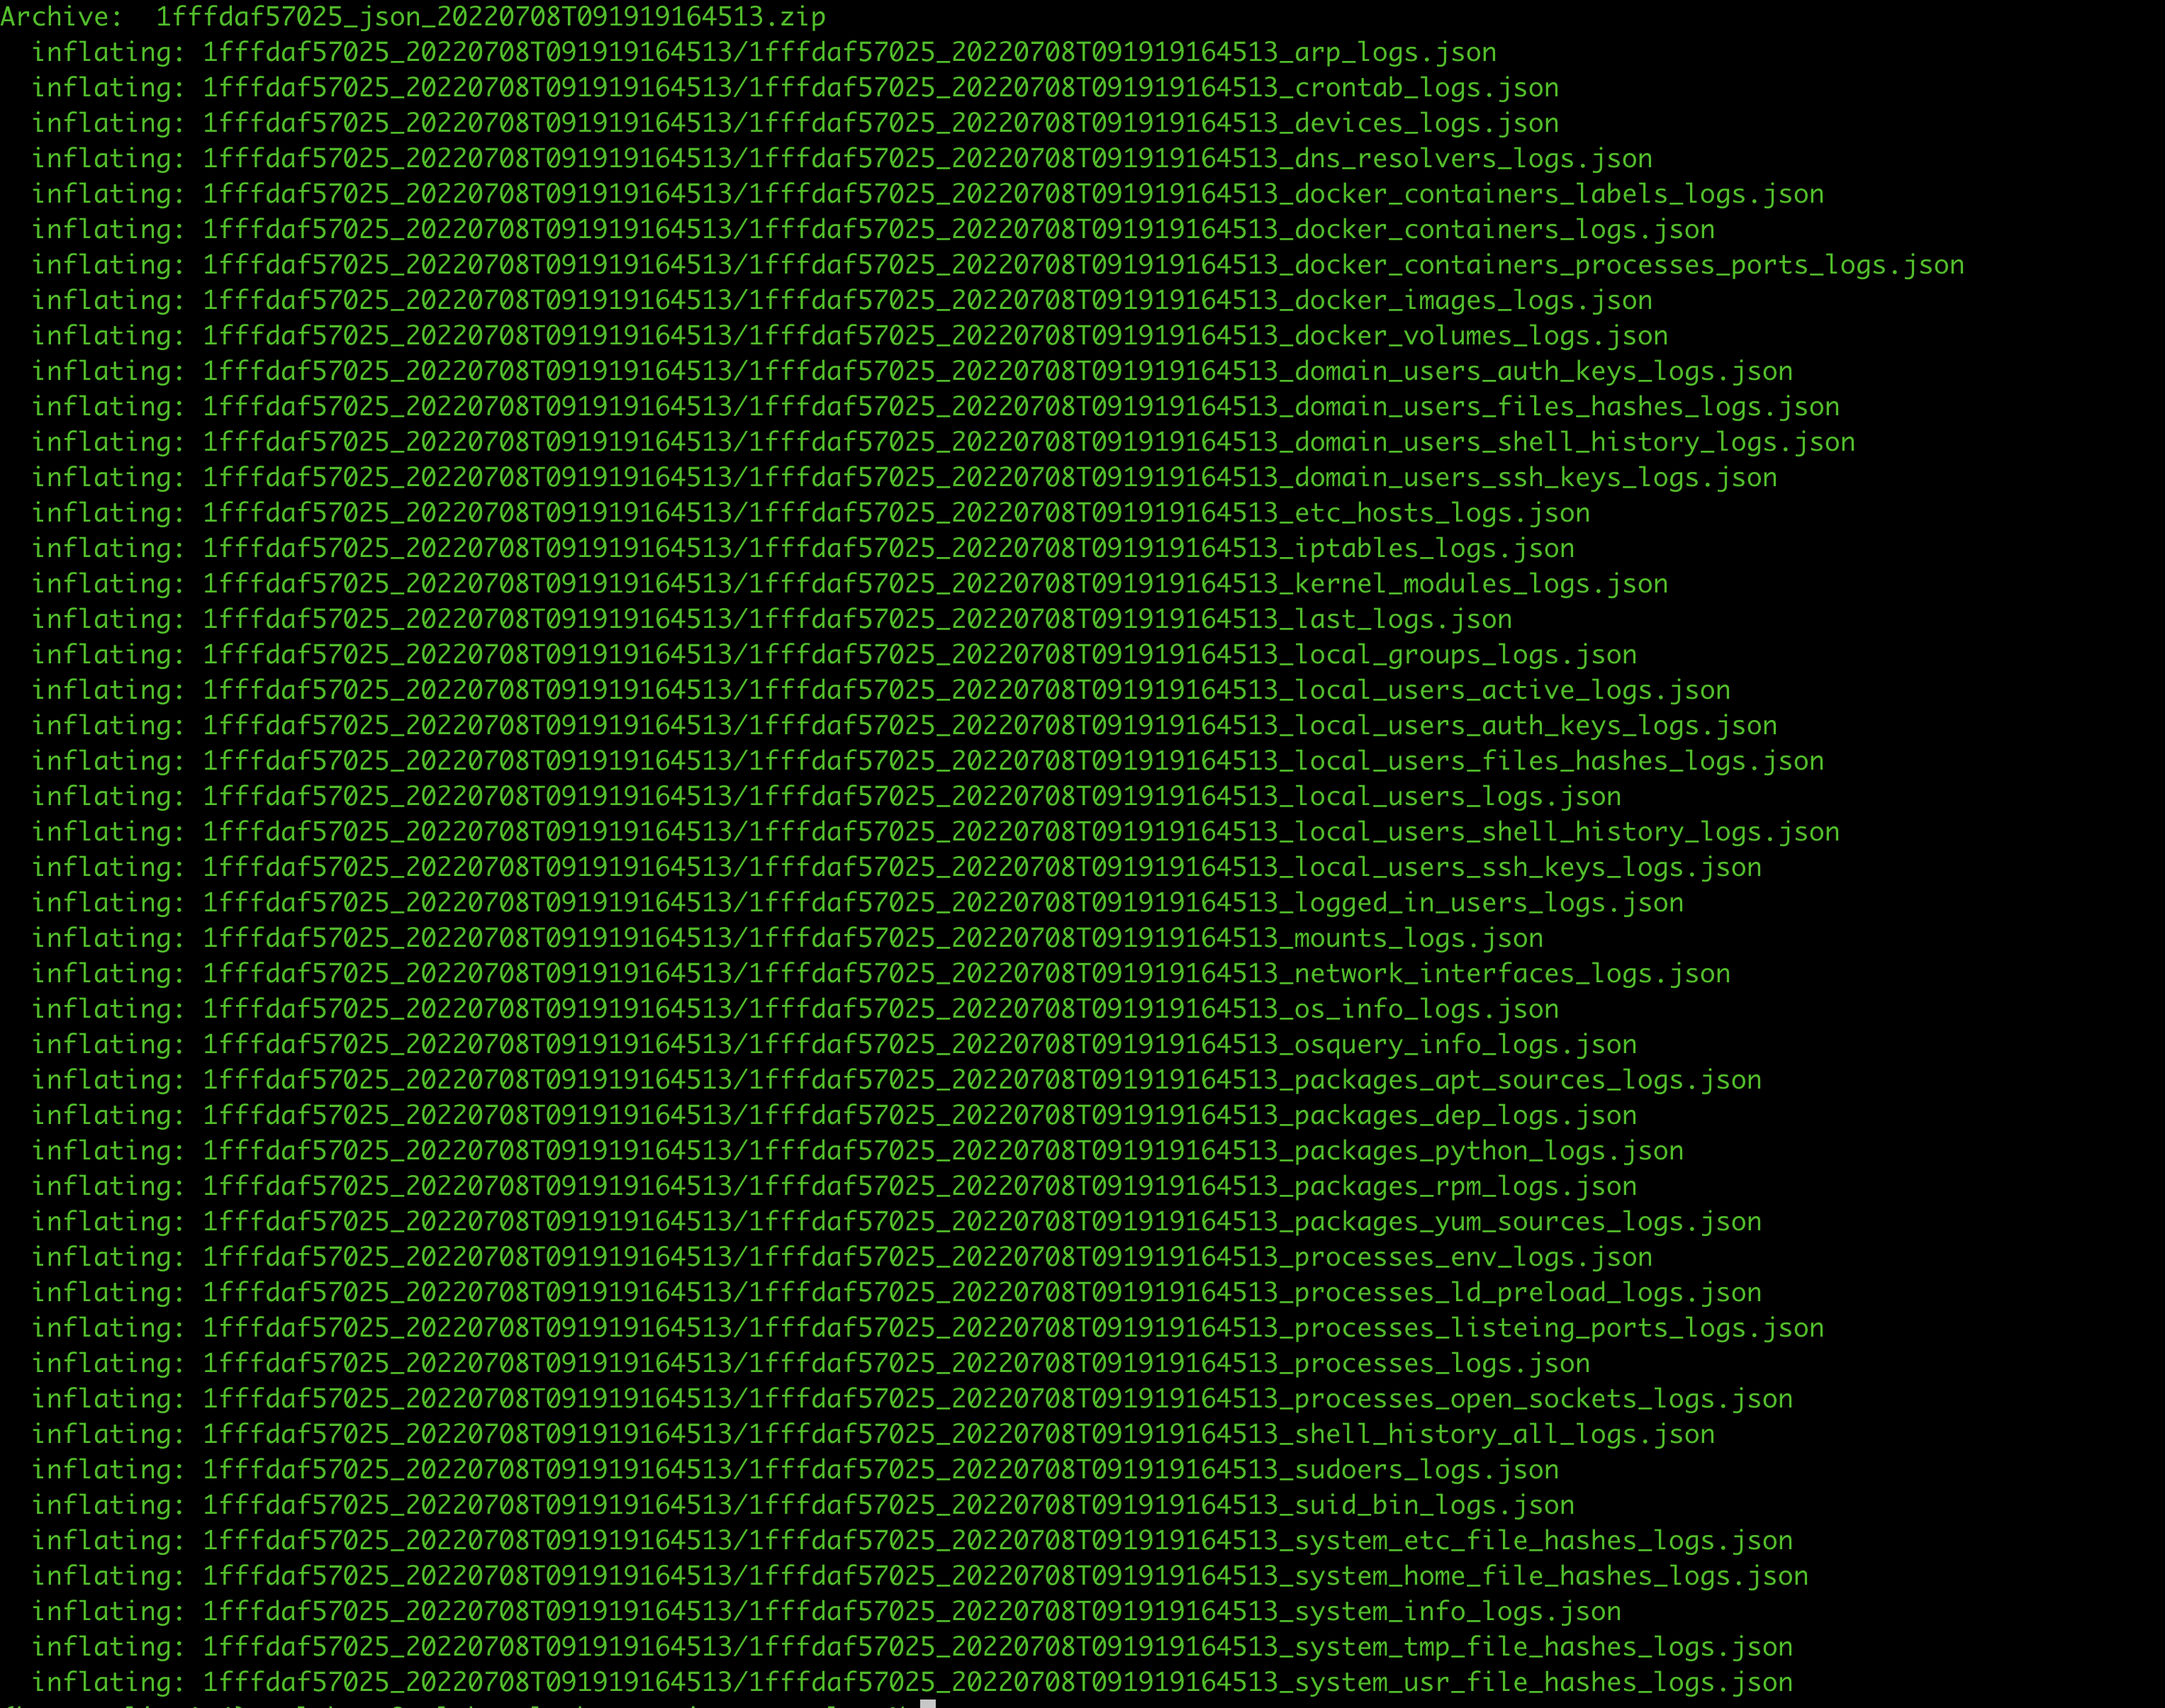 Archive:  1fffdaf57025_json_20220708T091919164513.zip
  inflating: 1fffdaf57025_20220708T091919164513/1fffdaf57025_20220708T091919164513_arp_logs.json
  inflating: 1fffdaf57025_20220708T091919164513/1fffdaf57025_20220708T091919164513_crontab_logs.json
  inflating: 1fffdaf57025_20220708T091919164513/1fffdaf57025_20220708T091919164513_devices_logs.json
  inflating: 1fffdaf57025_20220708T091919164513/1fffdaf57025_20220708T091919164513_dns_resolvers_logs.json
  inflating: 1fffdaf57025_20220708T091919164513/1fffdaf57025_20220708T091919164513_docker_containers_labels_logs.json
  inflating: 1fffdaf57025_20220708T091919164513/1fffdaf57025_20220708T091919164513_docker_containers_logs.json
  inflating: 1fffdaf57025_20220708T091919164513/1fffdaf57025_20220708T091919164513_docker_containers_processes_ports_logs.json
  inflating: 1fffdaf57025_20220708T091919164513/1fffdaf57025_20220708T091919164513_docker_images_logs.json
  inflating: 1fffdaf57025_20220708T091919164513/1fffdaf57025_20220708T091919164513_docker_volumes_logs.json
  inflating: 1fffdaf57025_20220708T091919164513/1fffdaf57025_20220708T091919164513_domain_users_auth_keys_logs.json
  inflating: 1fffdaf57025_20220708T091919164513/1fffdaf57025_20220708T091919164513_domain_users_files_hashes_logs.json
  inflating: 1fffdaf57025_20220708T091919164513/1fffdaf57025_20220708T091919164513_domain_users_shell_history_logs.json
  inflating: 1fffdaf57025_20220708T091919164513/1fffdaf57025_20220708T091919164513_domain_users_ssh_keys_logs.json
  inflating: 1fffdaf57025_20220708T091919164513/1fffdaf57025_20220708T091919164513_etc_hosts_logs.json
  inflating: 1fffdaf57025_20220708T091919164513/1fffdaf57025_20220708T091919164513_iptables_logs.json
  inflating: 1fffdaf57025_20220708T091919164513/1fffdaf57025_20220708T091919164513_kernel_modules_logs.json
  inflating: 1fffdaf57025_20220708T091919164513/1fffdaf57025_20220708T091919164513_last_logs.json
  inflating: 1fffdaf57025_20220708T091919164513/1fffdaf57025_20220708T091919164513_local_groups_logs.json
  inflating: 1fffdaf57025_20220708T091919164513/1fffdaf57025_20220708T091919164513_local_users_active_logs.json
  inflating: 1fffdaf57025_20220708T091919164513/1fffdaf57025_20220708T091919164513_local_users_auth_keys_logs.json
  inflating: 1fffdaf57025_20220708T091919164513/1fffdaf57025_20220708T091919164513_local_users_files_hashes_logs.json
  inflating: 1fffdaf57025_20220708T091919164513/1fffdaf57025_20220708T091919164513_local_users_logs.json
  inflating: 1fffdaf57025_20220708T091919164513/1fffdaf57025_20220708T091919164513_local_users_shell_history_logs.json
  inflating: 1fffdaf57025_20220708T091919164513/1fffdaf57025_20220708T091919164513_local_users_ssh_keys_logs.json
  inflating: 1fffdaf57025_20220708T091919164513/1fffdaf57025_20220708T091919164513_logged_in_users_logs.json
  inflating: 1fffdaf57025_20220708T091919164513/1fffdaf57025_20220708T091919164513_mounts_logs.json
  inflating: 1fffdaf57025_20220708T091919164513/1fffdaf57025_20220708T091919164513_network_interfaces_logs.json
  inflating: 1fffdaf57025_20220708T091919164513/1fffdaf57025_20220708T091919164513_os_info_logs.json
  inflating: 1fffdaf57025_20220708T091919164513/1fffdaf57025_20220708T091919164513_osquery_info_logs.json
  inflating: 1fffdaf57025_20220708T091919164513/1fffdaf57025_20220708T091919164513_packages_apt_sources_logs.json
  inflating: 1fffdaf57025_20220708T091919164513/1fffdaf57025_20220708T091919164513_packages_dep_logs.json
  inflating: 1fffdaf57025_20220708T091919164513/1fffdaf57025_20220708T091919164513_packages_python_logs.json
  inflating: 1fffdaf57025_20220708T091919164513/1fffdaf57025_20220708T091919164513_packages_rpm_logs.json
  inflating: 1fffdaf57025_20220708T091919164513/1fffdaf57025_20220708T091919164513_packages_yum_sources_logs.json
  inflating: 1fffdaf57025_20220708T091919164513/1fffdaf57025_20220708T091919164513_processes_env_logs.json
  inflating: 1fffdaf57025_20220708T091919164513/1fffdaf57025_20220708T091919164513_processes_ld_preload_logs.json
  inflating: 1fffdaf57025_20220708T091919164513/1fffdaf57025_20220708T091919164513_processes_listeing_ports_logs.json
  inflating: 1fffdaf57025_20220708T091919164513/1fffdaf57025_20220708T091919164513_processes_logs.json
  inflating: 1fffdaf57025_20220708T091919164513/1fffdaf57025_20220708T091919164513_processes_open_sockets_logs.json
  inflating: 1fffdaf57025_20220708T091919164513/1fffdaf57025_20220708T091919164513_shell_history_all_logs.json
  inflating: 1fffdaf57025_20220708T091919164513/1fffdaf57025_20220708T091919164513_sudoers_logs.json
  inflating: 1fffdaf57025_20220708T091919164513/1fffdaf57025_20220708T091919164513_suid_bin_logs.json
  inflating: 1fffdaf57025_20220708T091919164513/1fffdaf57025_20220708T091919164513_system_etc_file_hashes_logs.json
  inflating: 1fffdaf57025_20220708T091919164513/1fffdaf57025_20220708T091919164513_system_home_file_hashes_logs.json
  inflating: 1fffdaf57025_20220708T091919164513/1fffdaf57025_20220708T091919164513_system_info_logs.json
  inflating: 1fffdaf57025_20220708T091919164513/1fffdaf57025_20220708T091919164513_system_tmp_file_hashes_logs.json
  inflating: 1fffdaf57025_20220708T091919164513/1fffdaf57025_20220708T091919164513_system_usr_file_hashes_logs.json